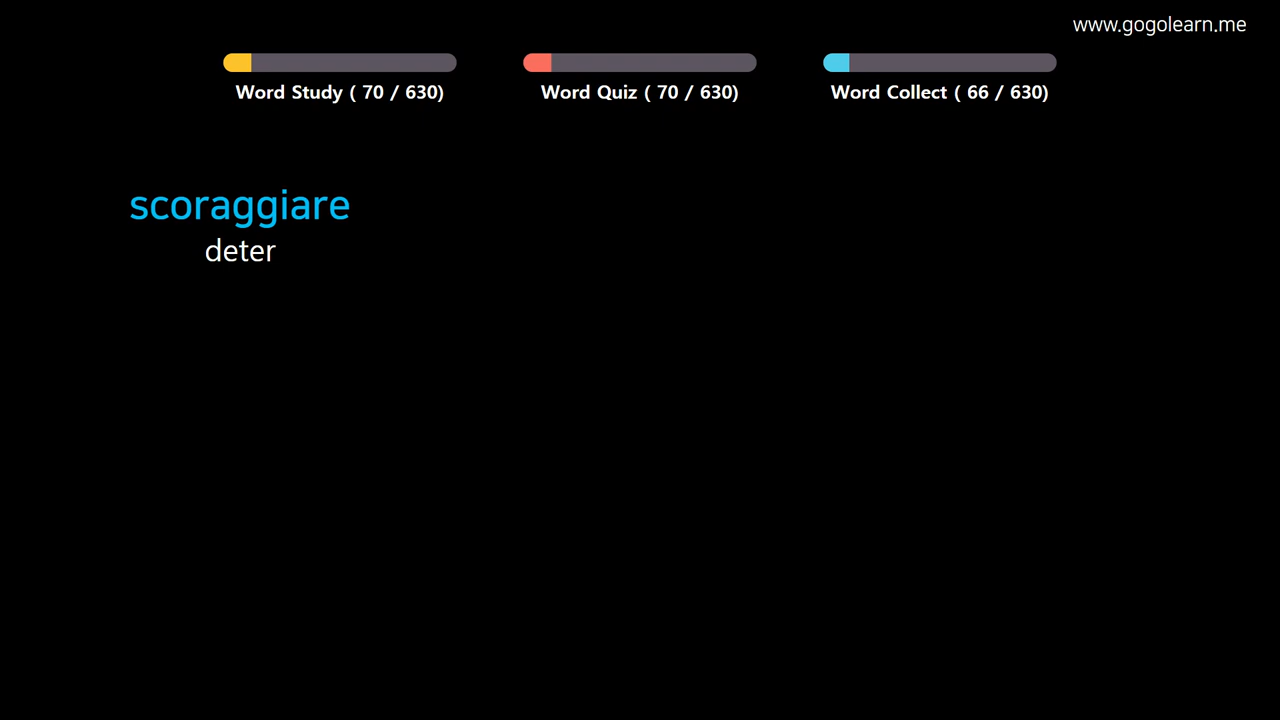 www.gogolearn.me
Word Study ( 70 / 630)
Word Quiz ( 70 / 630)
Word Collect ( 66 / 630)
scoraggiare
deter